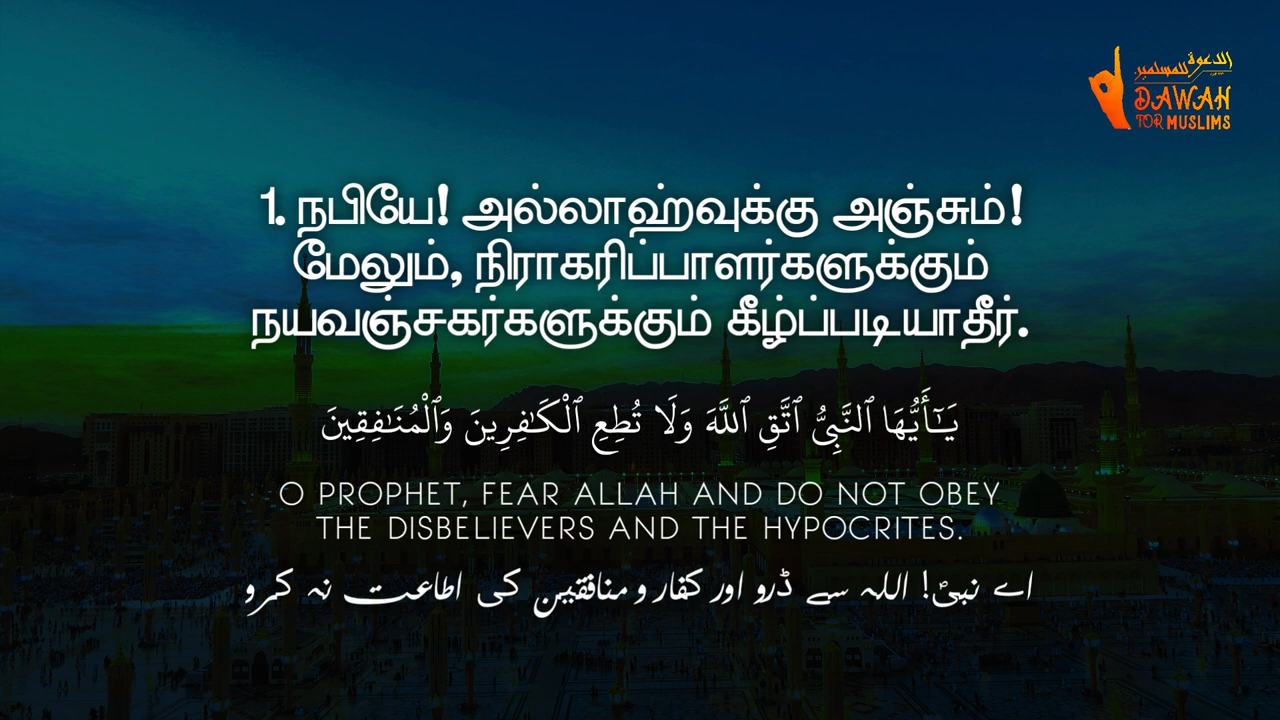 الدعوة للمسلمين
DAWAH
FOR MUSLIMS
1. நபியே! அல்லாஹ்வுக்கு அஞ்சும்!
மேலும், நிராகரிப்பாளர்களுக்கும்
நயவஞ்சகர்களுக்கும் கீழ்ப்படியாதீர்.
يَـٰٓأَيُّهَا ٱلنَّبِىُّ ٱتَّقِ ٱللَّهَ وَلَا تُطِعِ ٱلْكَـٰفِرِينَ وَٱلْمُنَـٰفِقِينَ
O PROPHET, FEAR ALLAH AND DO NOT OBEY
THE DISBELIEVERS AND THE HYPOCRITES.
اے نبیؐ! اللہ سے ڈرو اور کفار و منافقین کی اطاعت نہ کرو